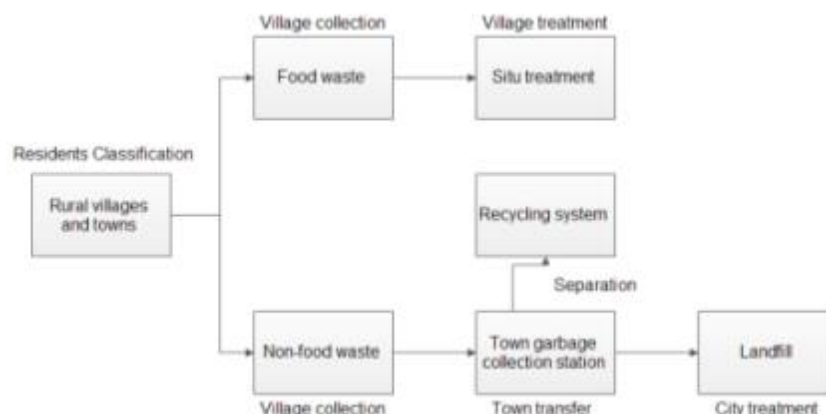 Village collection
Village treatment
Food waste
Situ treatment
Residents Classification
Rural villages
and towns
Recycling system
Separation
Non-food waste
Town garbage
collection station
Landfill
Village collection
Town transfer
City treatment